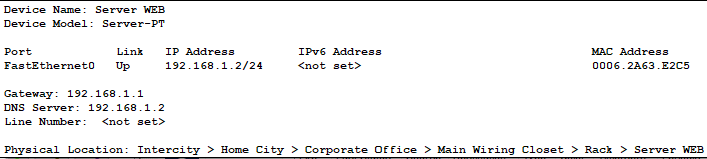 Device Name: Server WEB
Device Model: Server-PT
Port Link IP Address IPv6 Address MAC Address
FastEthernet0 Up 192.168.1.2/24 <not set> 0006.2A63.E2C5
Gateway: 192.168.1.1
DNS Server: 192.168.1.2
Line Number: <not set>
Physical Location: Intercity > Home City > Corporate Office > Main Wiring Closet > Rack > Server WEB